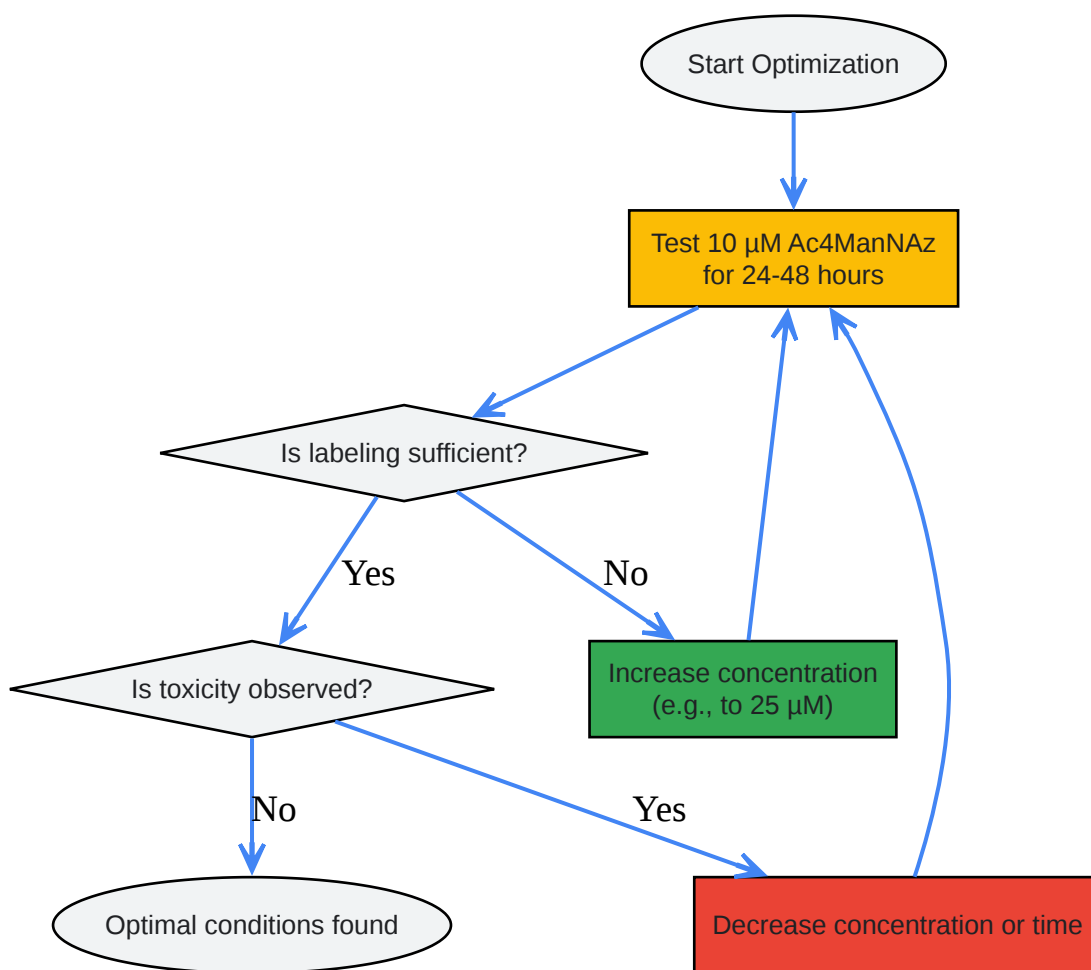 Start Optimization
Test 10 µM Ac4ManNAz
for 24-48 hours
Is labeling sufficient?
Yes
No
Is toxicity observed?
Increase concentration
(e.g., to 25 µM)
No
Yes
Optimal conditions found
Decrease concentration or time